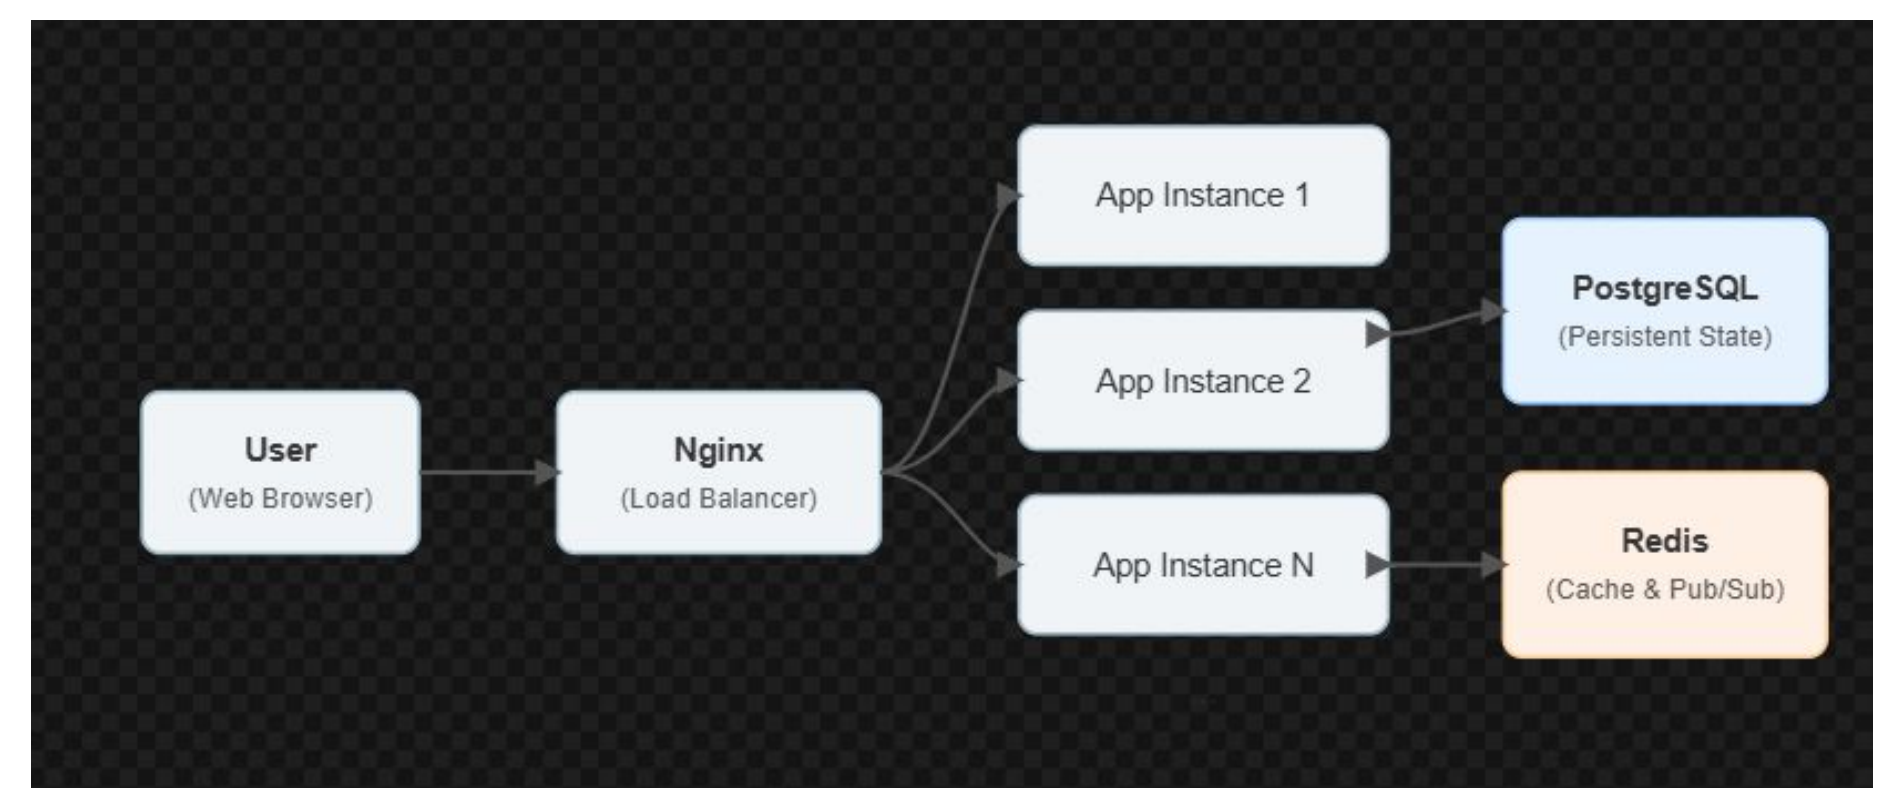 User
(Web Browser)
Nginx
(Load Balancer)
App Instance 1
App Instance 2
App Instance N
PostgreSQL
(Persistent State)
Redis
(Cache & Pub/Sub)